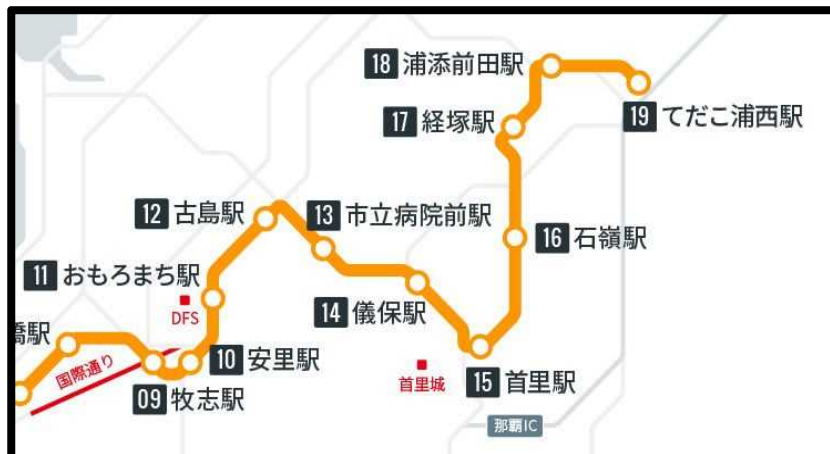 18 浦添前田駅
19 てだこ浦西駅
17 経塚駅
12 古島駅
13 市立病院前駅
16 石嶺駅
11 おもろまち駅
DFS
14 儀保駅
橋駅
国際通り
10 安里駅
09 牧志駅
首里城
15 首里駅
那覇IC